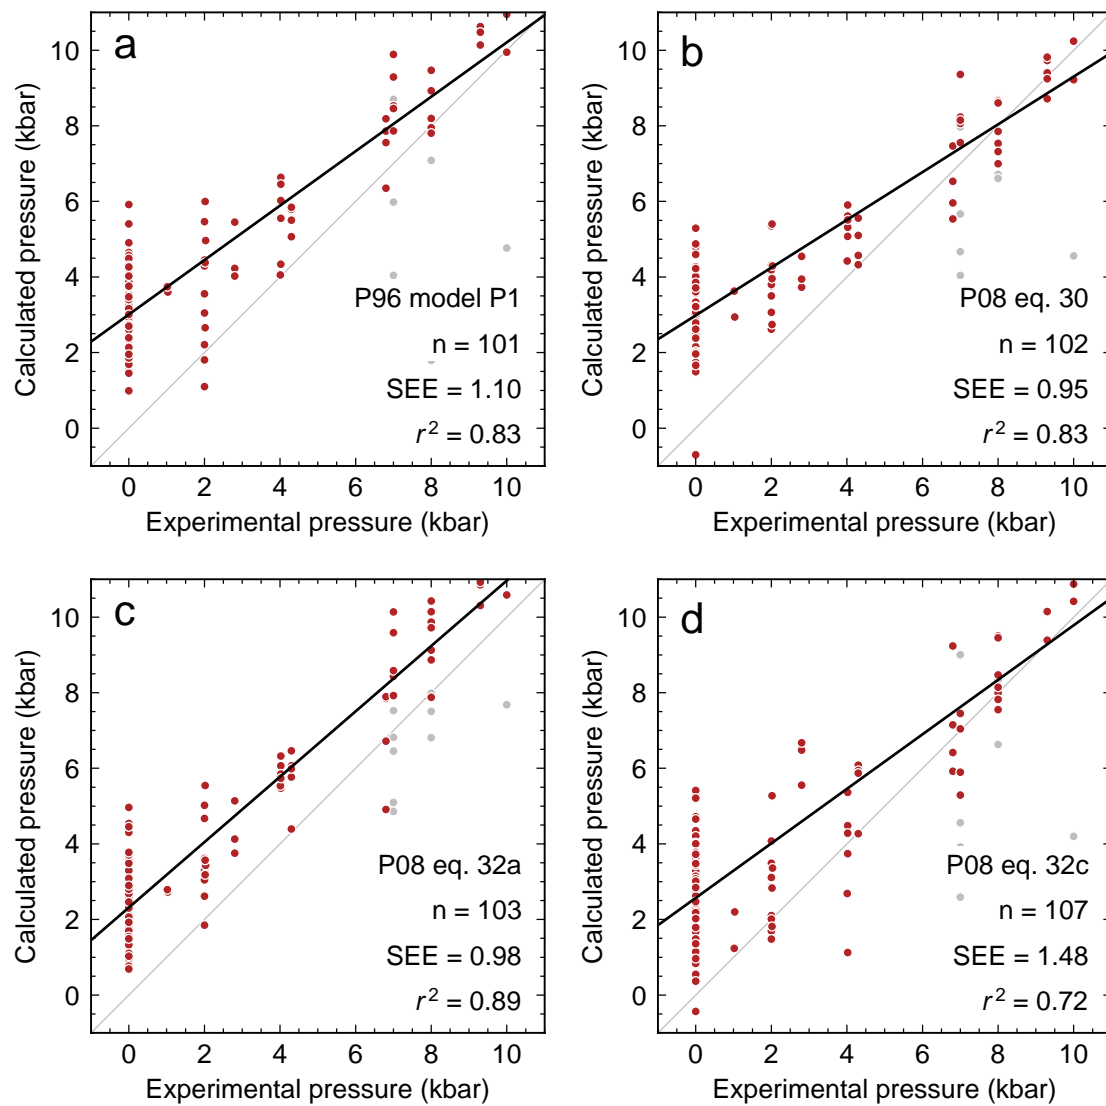 a
10
8
6
4
2
0
Calculated pressure (kbar)
P96 model P1
n = 101
SEE = 1.10
r² = 0.83
0 2 4 6 8 10
Experimental pressure (kbar)
b
10
8
6
4
2
0
Calculated pressure (kbar)
P08 eq. 30
n = 102
SEE = 0.95
r² = 0.83
0 2 4 6 8 10
Experimental pressure (kbar)
c
10
8
6
4
2
0
Calculated pressure (kbar)
P08 eq. 32a
n = 103
SEE = 0.98
r² = 0.89
0 2 4 6 8 10
Experimental pressure (kbar)
d
10
8
6
4
2
0
Calculated pressure (kbar)
P08 eq. 32c
n = 107
SEE = 1.48
r² = 0.72
0 2 4 6 8 10
Experimental pressure (kbar)